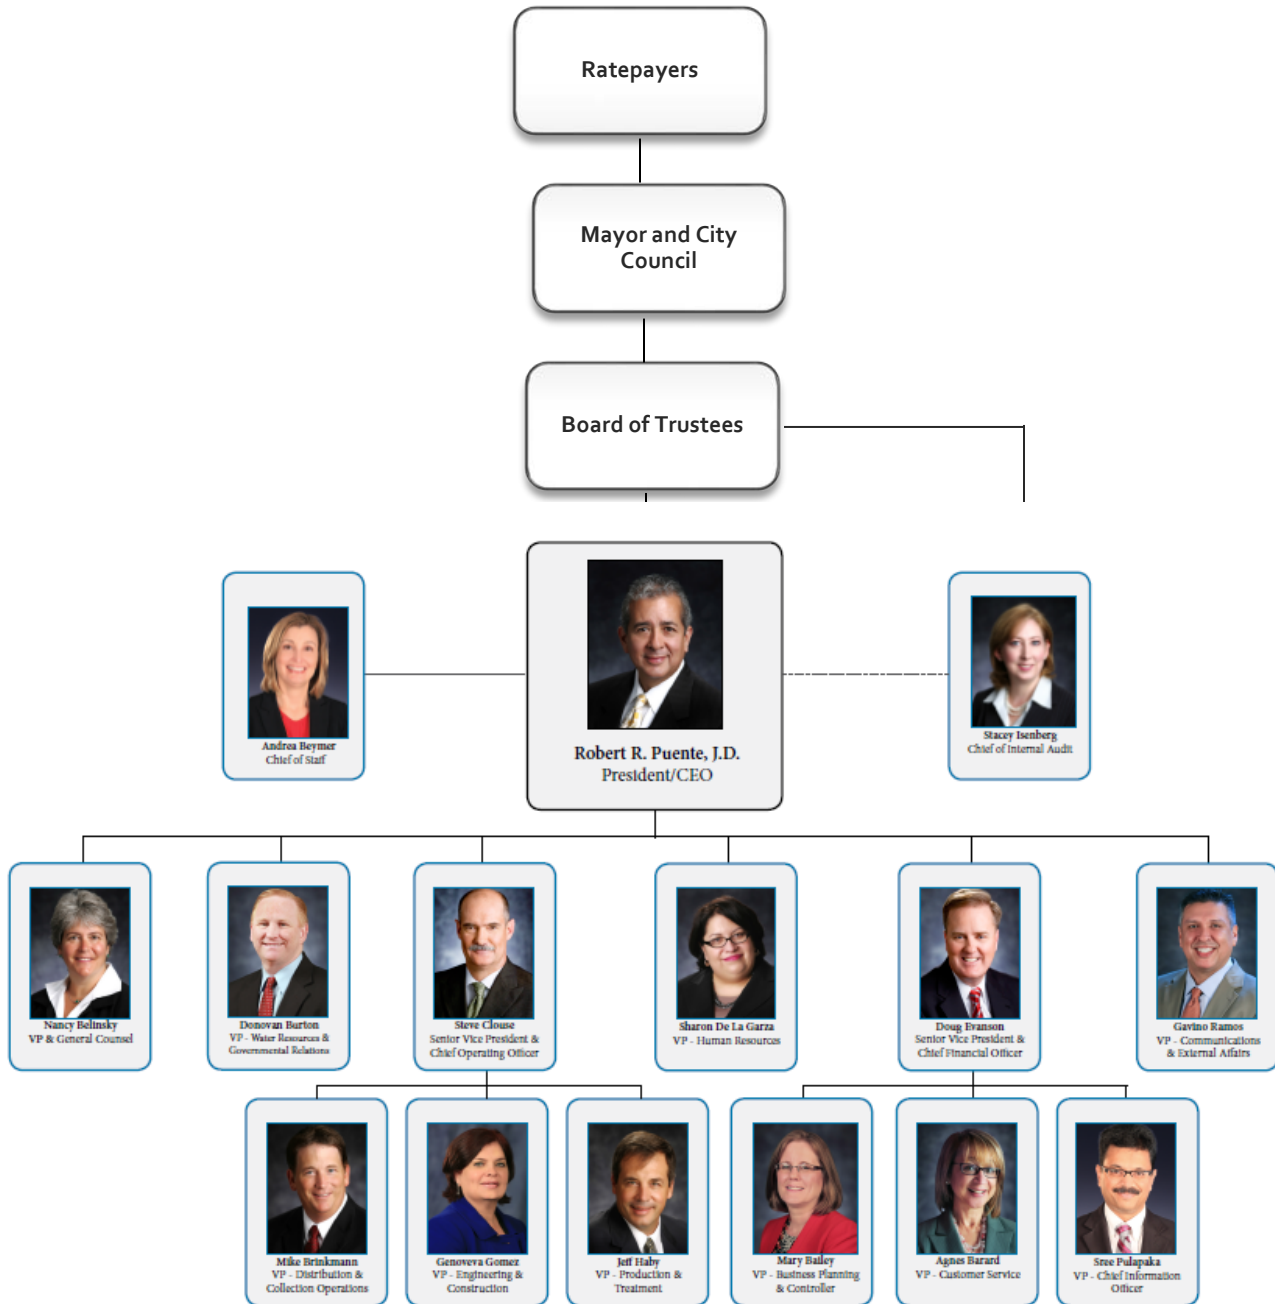 Ratepayers
Mayor and City
Council
Board of Trustees
Andrea Beymer
Chief of Staff
Robert R. Puente, J.D.
President/CEO
Stacey Isenberg
Chief of Internal Audit
Nancy Belinsky
VP & General Counsel
Donovan Burton
VP - Water Resources &
Governmental Relations
Steve Clouse
Senior Vice President &
Chief Operating Officer
Sharon De La Garza
VP - Human Resources
Doug Evanson
Senior Vice President &
Chief Financial Officer
Gavino Ramos
VP - Communications
& External Affairs
Mike Brinkmann
VP - Distribution &
Collection Operations
Genoveva Gomez
VP - Engineering &
Construction
Jeff Haby
VP - Production &
Treatment
Mary Bailey
VP - Business Planning
& Controller
Agnes Barard
VP - Customer Service
Sree Pulapaka
VP - Chief Information
Officer